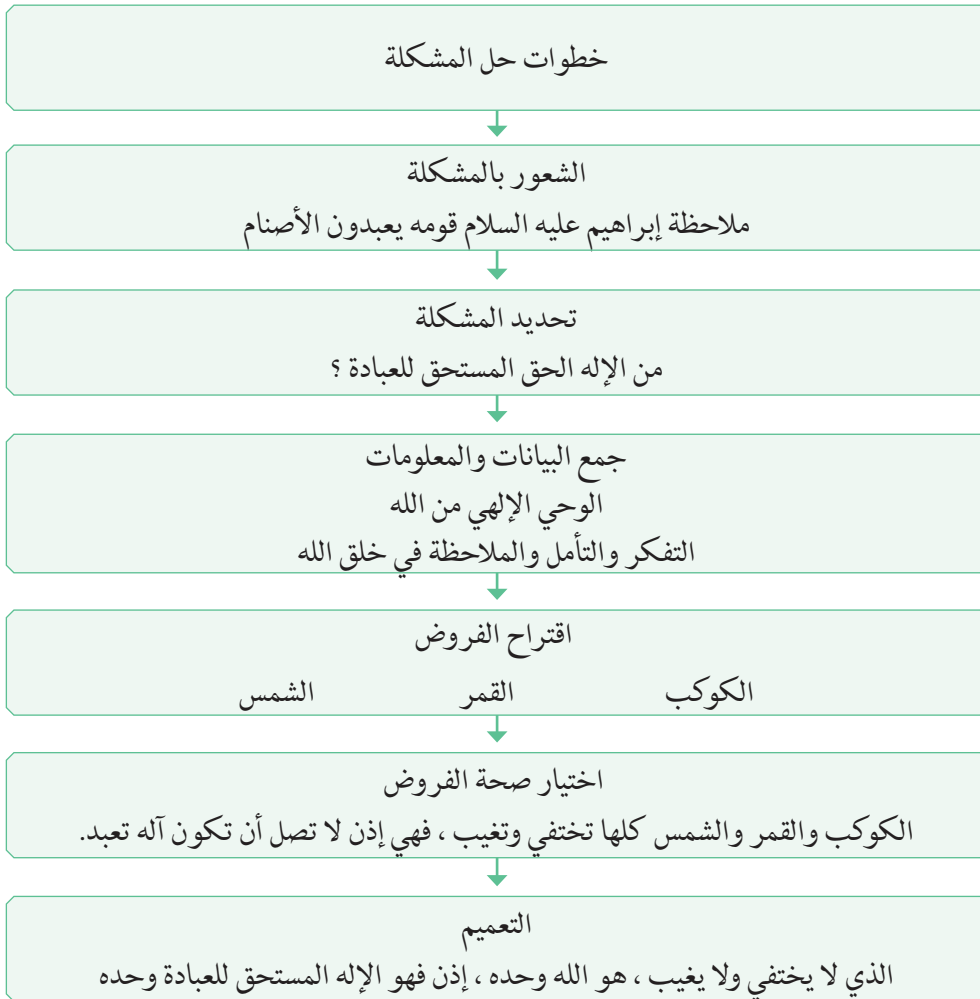 خطوات حل المشكلة
الشعور بالمشكلة
ملاحظة إبراهيم عليه السلام قومه يعبدون الأصنام
تحديد المشكلة
من الإله الحق المستحق للعبادة ؟
جمع البيانات والمعلومات
الوحي الإلهي من الله
التفكر والتأمل والملاحظة في خلق الله
اقتراح الفروض
الكوكب القمر الشمس
اختيار صحة الفروض
الكوكب والقمر والشمس كلها تختفي وتغيب ، فهي إذن لا تصل أن تكون آله تعبد.
التعميم
الذي لا يختفي ولا يغيب ، هو الله وحده ، إذن فهو الإله المستحق للعبادة وحده